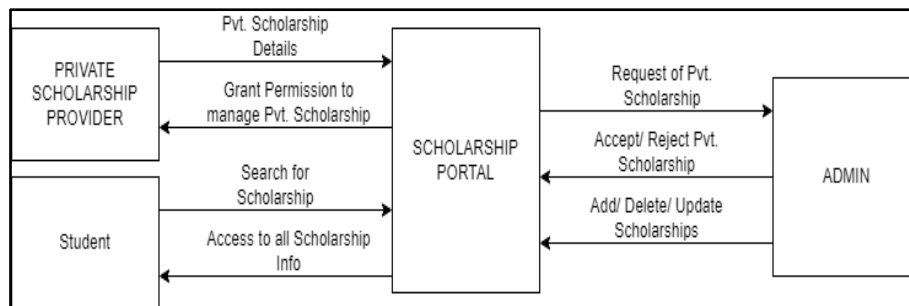 PRIVATE
SCHOLARSHIP
PROVIDER
Pvt. Scholarship
Details
Grant Permission to
manage Pvt. Scholarship
Student
Search for
Scholarship
Access to all Scholarship
Info
SCHOLARSHIP
PORTAL
Request of Pvt.
Scholarship
Accept/ Reject Pvt.
Scholarship
Add/ Delete/ Update
Scholarships
ADMIN